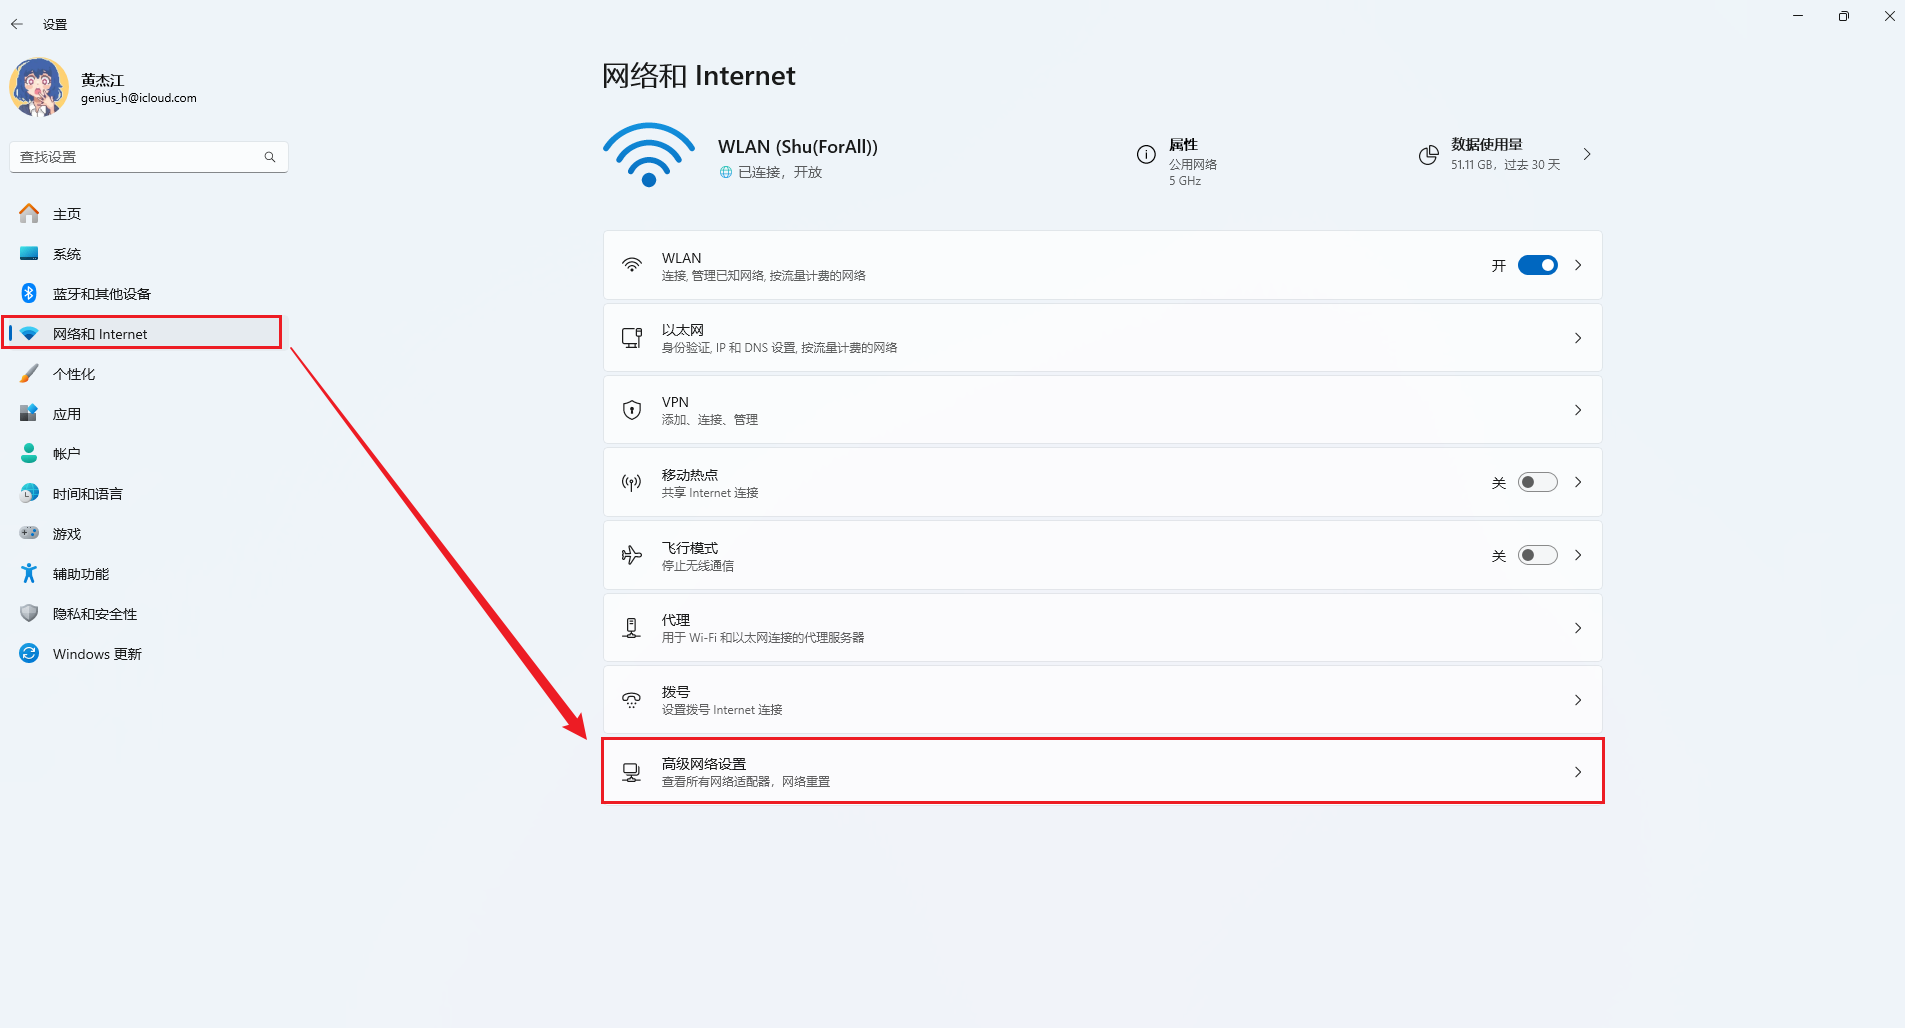 设置
黄杰江
genius_h@icloud.com
查找设置
主页
系统
蓝牙和其他设备
网络和 Internet
个性化
应用
帐户
时间和语言
游戏
辅助功能
隐私和安全性
Windows 更新
网络和 Internet
WLAN (Shu(ForAll))
已连接，开放
属性
公用网络
5 GHz
数据使用量
51.11 GB，过去 30 天
WLAN
连接, 管理已知网络, 按流量计费的网络
开
以太网
身份验证, IP 和 DNS 设置, 按流量计费的网络
VPN
添加、连接、管理
移动热点
共享 Internet 连接
关
飞行模式
停止无线通信
关
代理
用于 Wi-Fi 和以太网连接的代理服务器
拨号
设置拨号 Internet 连接
高级网络设置
查看所有网络适配器，网络重置